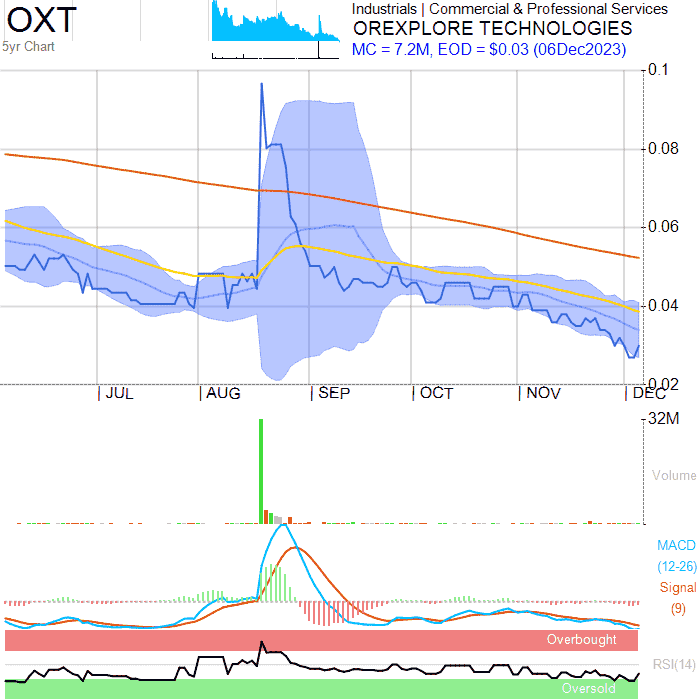 OXT
5yr Chart
Industrials | Commercial & Professional Services
OREXPLORE TECHNOLOGIES
MC = 7.2M, EOD = $0.03 (06Dec2023)
0.1
0.08
0.06
0.04
0.02
JUL AUG SEP OCT NOV DEC
32M
Volume
MACD
(12-26)
Signal
(9)
Overbought
RSI(14)
Oversold